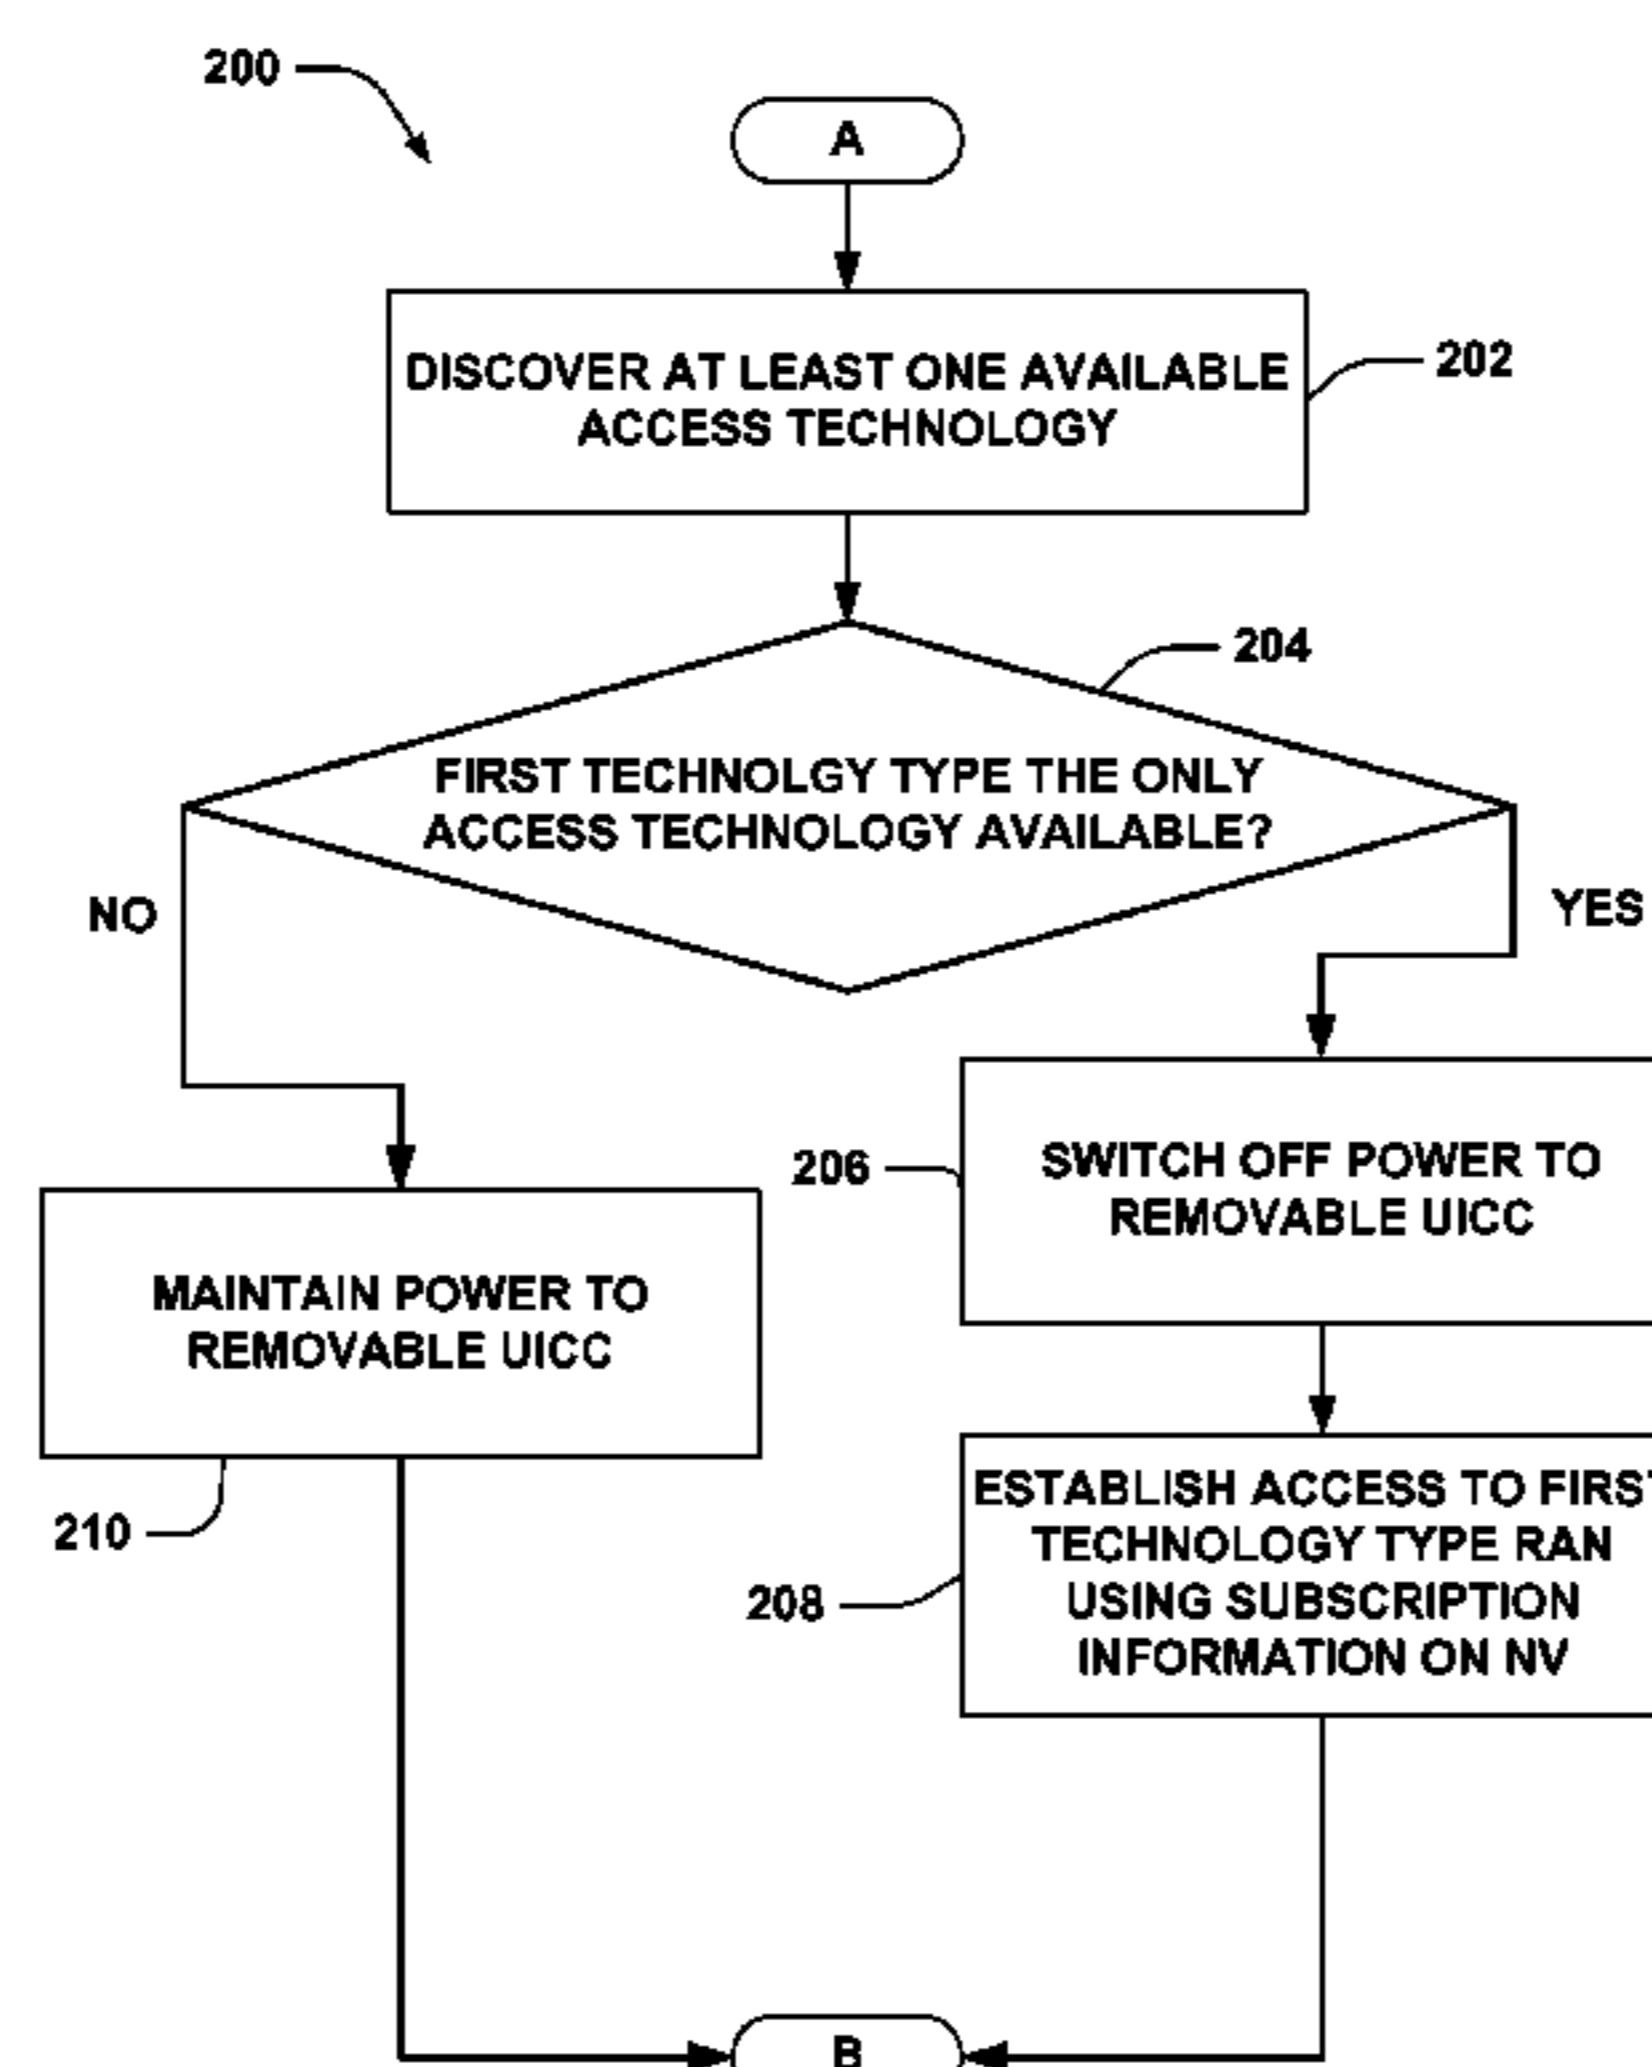 200
A
DISCOVER AT LEAST ONE AVAILABLE
ACCESS TECHNOLOGY
202
204
FIRST TECHNOLGY TYPE THE ONLY
ACCESS TECHNOLOGY AVAILABLE?
NO
YES
206
SWITCH OFF POWER TO
REMOVABLE UICC
MAINTAIN POWER TO
REMOVABLE UICC
210
ESTABLISH ACCESS TO FIRST
TECHNOLOGY TYPE RAN
USING SUBSCRIPTION
INFORMATION ON NV
208
B